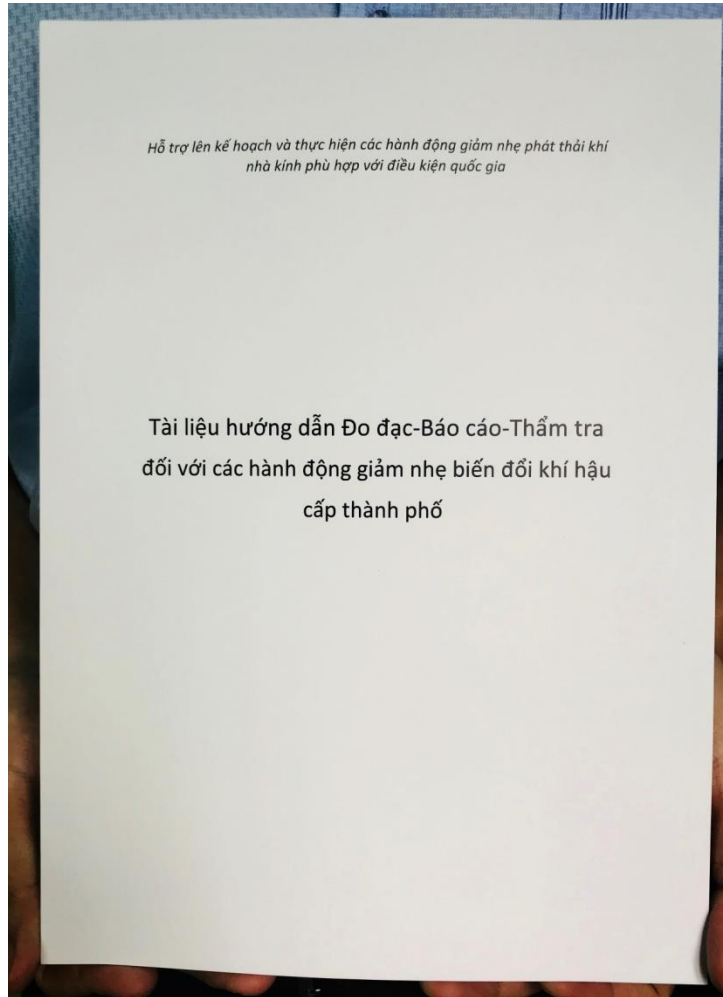 Hỗ trợ lên kế hoạch và thực hiện các hành động giảm nhẹ phát thải khí
nhà kính phù hợp với điều kiện quốc gia
Tài liệu hướng dẫn Đo đạc-Báo cáo-Thẩm tra
đối với các hành động giảm nhẹ biến đổi khí hậu
cấp thành phố